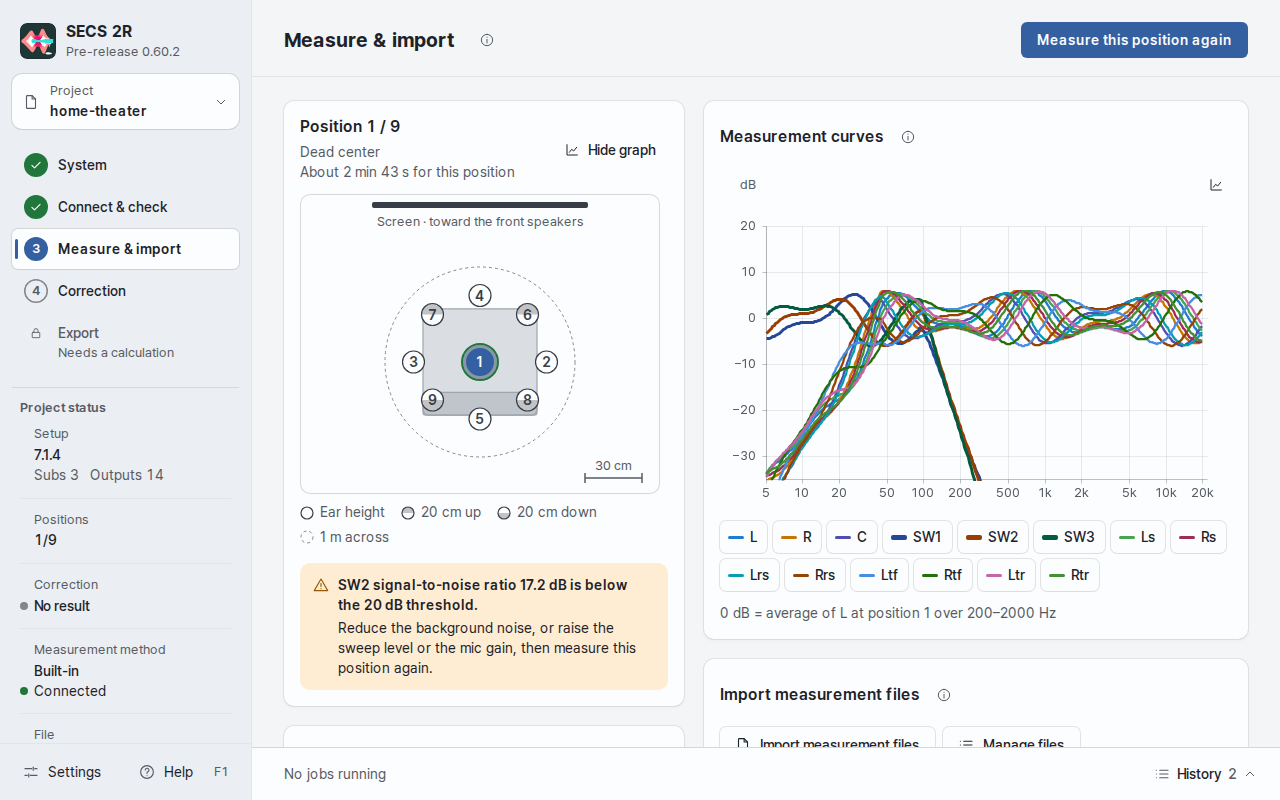 SECS 2R
Pre-release 0.60.2
Project
home-theater
System
Connect & check
3
Measure & import
4
Correction
Export
Needs a calculation
Project status
Setup
7.1.4
Subs 3 Outputs 14
Positions
1/9
Correction
No result
Measurement method
Built-in
Connected
File
Settings
Help
F1
Measure & import
Measure this position again
Position 1 / 9
Dead center
About 2 min 43 s for this position
Hide graph
Screen · toward the front speakers
4
7
6
3
1
2
9
8
5
30 cm
Ear height
20 cm up
20 cm down
1 m across
SW2 signal-to-noise ratio 17.2 dB is below
the 20 dB threshold.
Reduce the background noise, or raise the
sweep level or the mic gain, then measure this
position again.
Measurement curves
dB
20
10
0
−10
−20
−30
5 10 20 50 100 200 500 1k 2k 5k 10k 20k
L R C SW1 SW2 SW3 Ls Rs
Lrs Rrs Ltf Rtf Ltr Rtr
0 dB = average of L at position 1 over 200–2000 Hz
Import measurement files
Import measurement files
Manage files
No jobs running
History 2